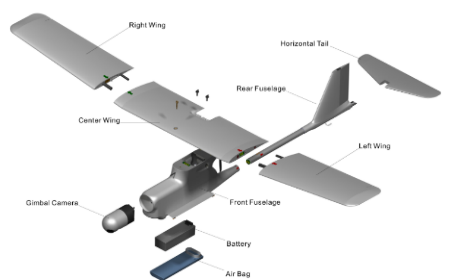 Right Wing
Horizontal Tail
Rear Fuselage
Center Wing
Left Wing
Gimbal Camera
Front Fuselage
Battery
Air Bag